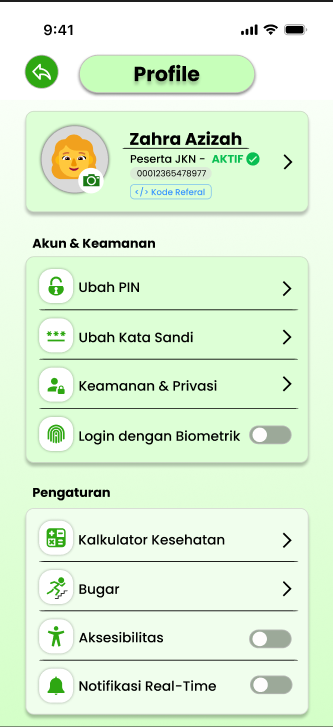 9:41
Profile
Zahra Azizah
Peserta JKN - AKTIF
00012365478977
</> Kode Referal
Akun & Keamanan
Ubah PIN
*** Ubah Kata Sandi
Keamanan & Privasi
Login dengan Biometrik
Pengaturan
Kalkulator Kesehatan
Bugar
Aksesibilitas
Notifikasi Real-Time